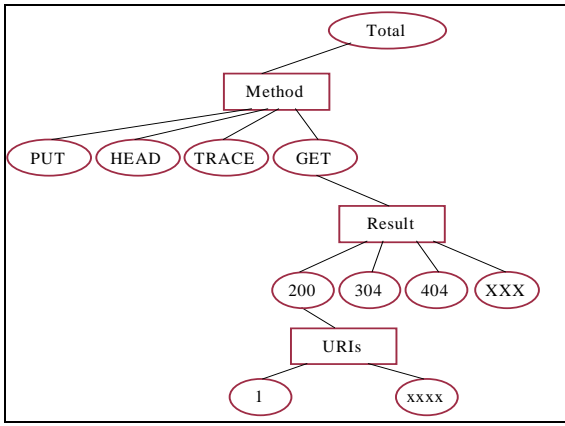 Total
Method
PUT HEAD TRACE GET
Result
200 304 404 XXX
URIs
1 xxxx